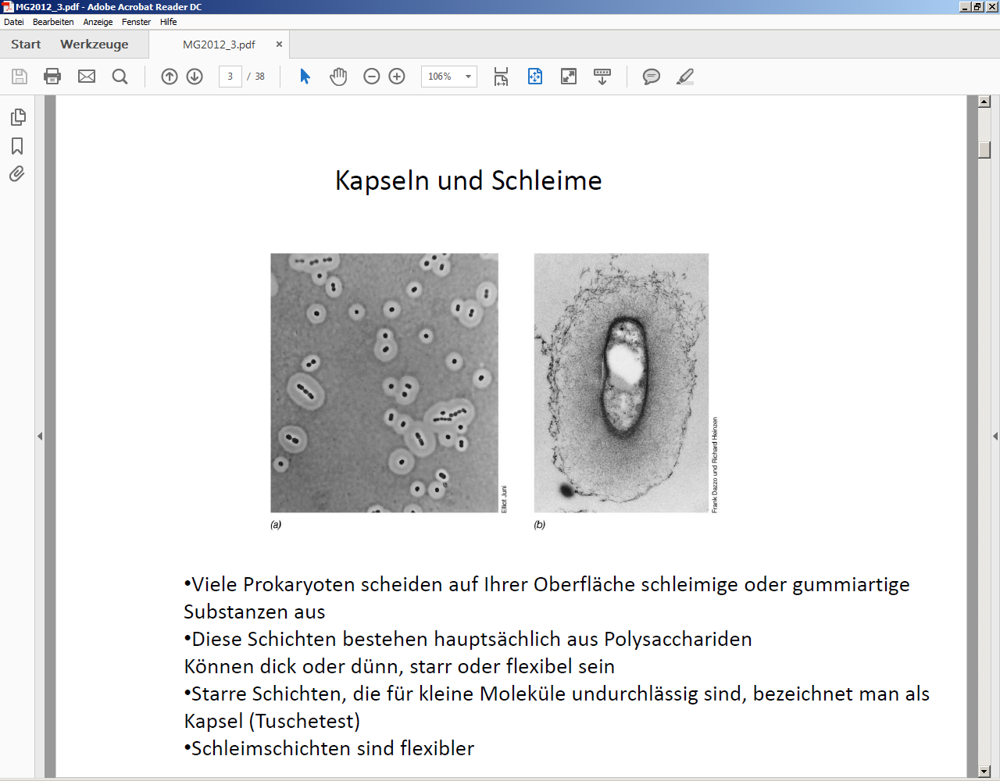 MG2012_3.pdf - Adobe Acrobat Reader DC
Datei Bearbeiten Anzeige Fenster Hilfe
Start Werkzeuge MG2012_3.pdf ×
3 / 38 106%
Kapseln und Schleime
Elliot Juni
Frank Dazzo und Richard Heinzen
(a) (b)
•Viele Prokaryoten scheiden auf Ihrer Oberfläche schleimige oder gummiartige
Substanzen aus
•Diese Schichten bestehen hauptsächlich aus Polysacchariden
Können dick oder dünn, starr oder flexibel sein
•Starre Schichten, die für kleine Moleküle undurchlässig sind, bezeichnet man als
Kapsel (Tuschetest)
•Schleimschichten sind flexibler